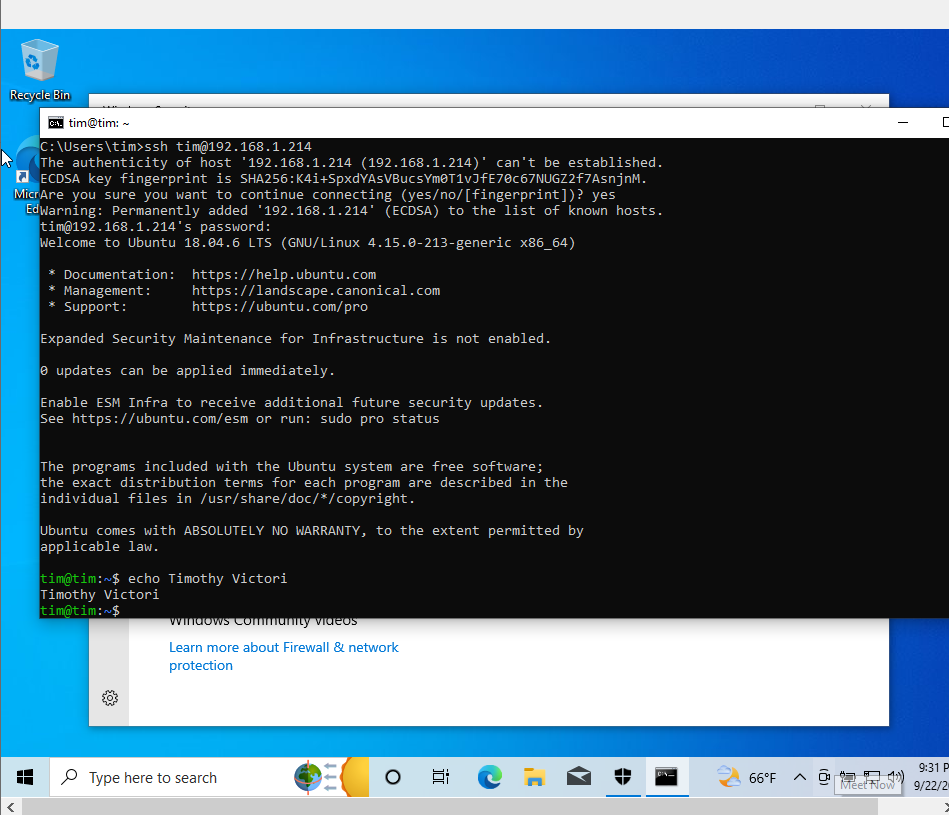 Recycle Bin
tim@tim: ~
C:\Users\tim>ssh tim@192.168.1.214
The authenticity of host '192.168.1.214 (192.168.1.214)' can't be established.
ECDSA key fingerprint is SHA256:K4i+SpxdYAsVBucsYm0T1vJfE70c67NUGZ2f7AsnjnM.
Are you sure you want to continue connecting (yes/no/[fingerprint])? yes
Warning: Permanently added '192.168.1.214' (ECDSA) to the list of known hosts.
tim@192.168.1.214's password:
Welcome to Ubuntu 18.04.6 LTS (GNU/Linux 4.15.0-213-generic x86_64)
* Documentation: https://help.ubuntu.com
* Management: https://landscape.canonical.com
* Support: https://ubuntu.com/pro
Expanded Security Maintenance for Infrastructure is not enabled.
0 updates can be applied immediately.
Enable ESM Infra to receive additional future security updates.
See https://ubuntu.com/esm or run: sudo pro status
The programs included with the Ubuntu system are free software;
the exact distribution terms for each program are described in the
individual files in /usr/share/doc/*/copyright.
Ubuntu comes with ABSOLUTELY NO WARRANTY, to the extent permitted by
applicable law.
tim@tim:~$ echo Timothy Victori
Timothy Victori
tim@tim:~$
Micr
Ed
Windows Community videos
Learn more about Firewall & network
protection
Type here to search
66°F
9:31 P
9/22/2
Meet Now